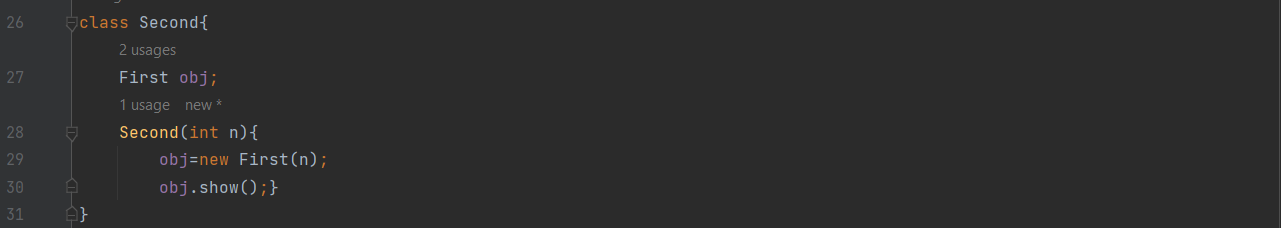 26 class Second{
2 usages
27 First obj;
1 usage new *
28 Second(int n){
29 obj=new First(n);
30 obj.show();}
31 }